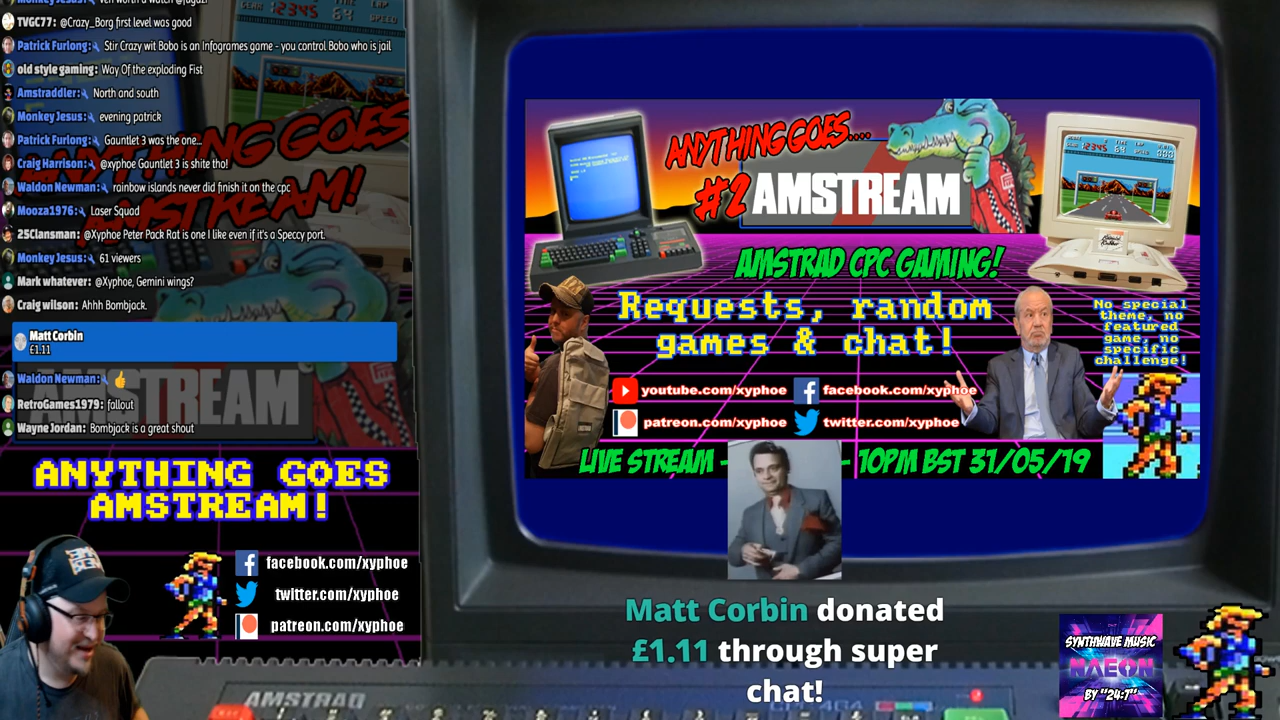 TVGC77: @Crazy_Borg first level was good
Patrick Furlong: Stir Crazy wit Bobo is an Infogrames game - you control Bobo who is jail
old style gaming: Way Of the exploding Fist
Amstraddler: North and south
MonkeyJesus: evening patrick
Patrick Furlong: Gauntlet 3 was the one...
Craig Harrison: @xyphoe Gauntlet 3 is shite tho!
Waldon Newman: rainbow islands never did finish it on the cpc
Mooza1976: Laser Squad
25Clansman: @Xyphoe Peter Pack Rat is one I like even if it's a Speccy port.
MonkeyJesus: 61 viewers
Mark whatever: @Xyphoe, Gemini wings?
Craig wilson: Ahhh Bombjack.
Matt Corbin
£1.11
Waldon Newman: 👍
RetroGames1979: fallout
Wayne Jordan: Bombjack is a great shout
ANYTHING GOES
AMSTREAM!
facebook.com/xyphoe
twitter.com/xyphoe
patreon.com/xyphoe
ANYTHING GOES....
#2 AMSTREAM
AMSTRAD CPC GAMING!
Requests, random
games & chat!
No special
theme, no
featured
game, no
specific
challenge!
youtube.com/xyphoe
facebook.com/xyphoe
patreon.com/xyphoe
twitter.com/xyphoe
LIVE STREAM - - 10PM BST 31/05/19
Matt Corbin donated
£1.11 through super
chat!
SYNTHWAVE MUSIC
NAEON
BY "24:7"
AMSTRAD